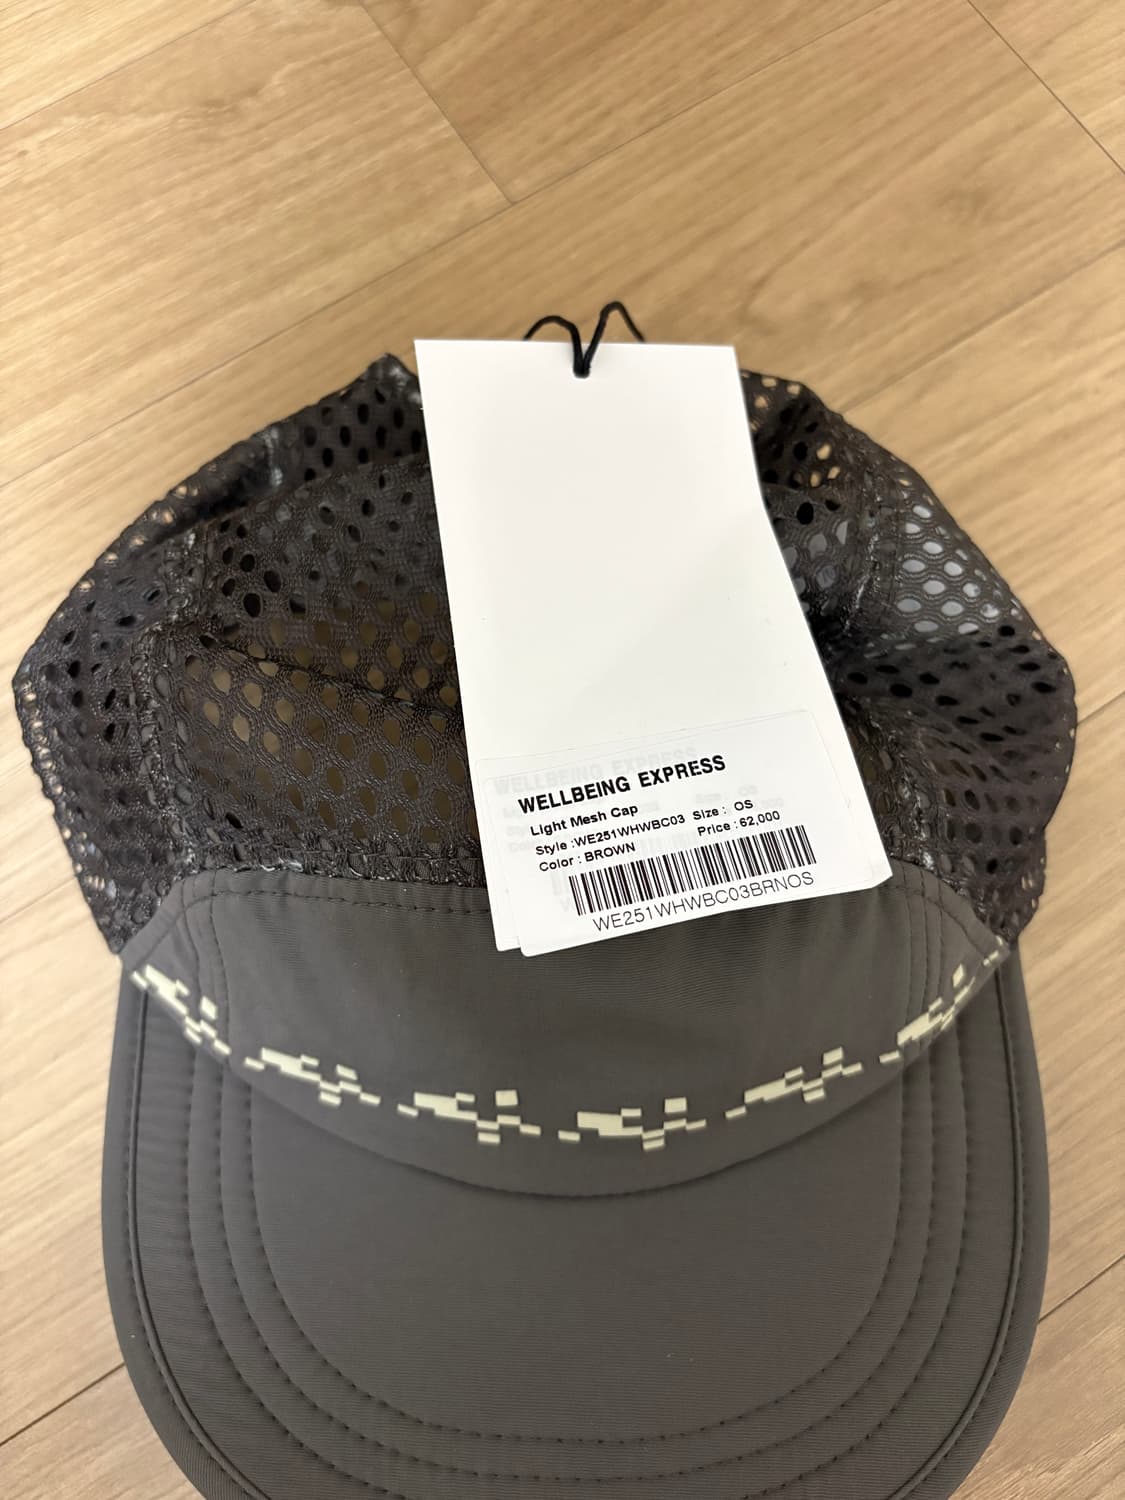 WELLBEING EXPRESS
Light Mesh Cap
Style :WE251WHWBC03 Size : OS
Color : BROWN Price : 62,000
WE251WHWBC03BRNOS